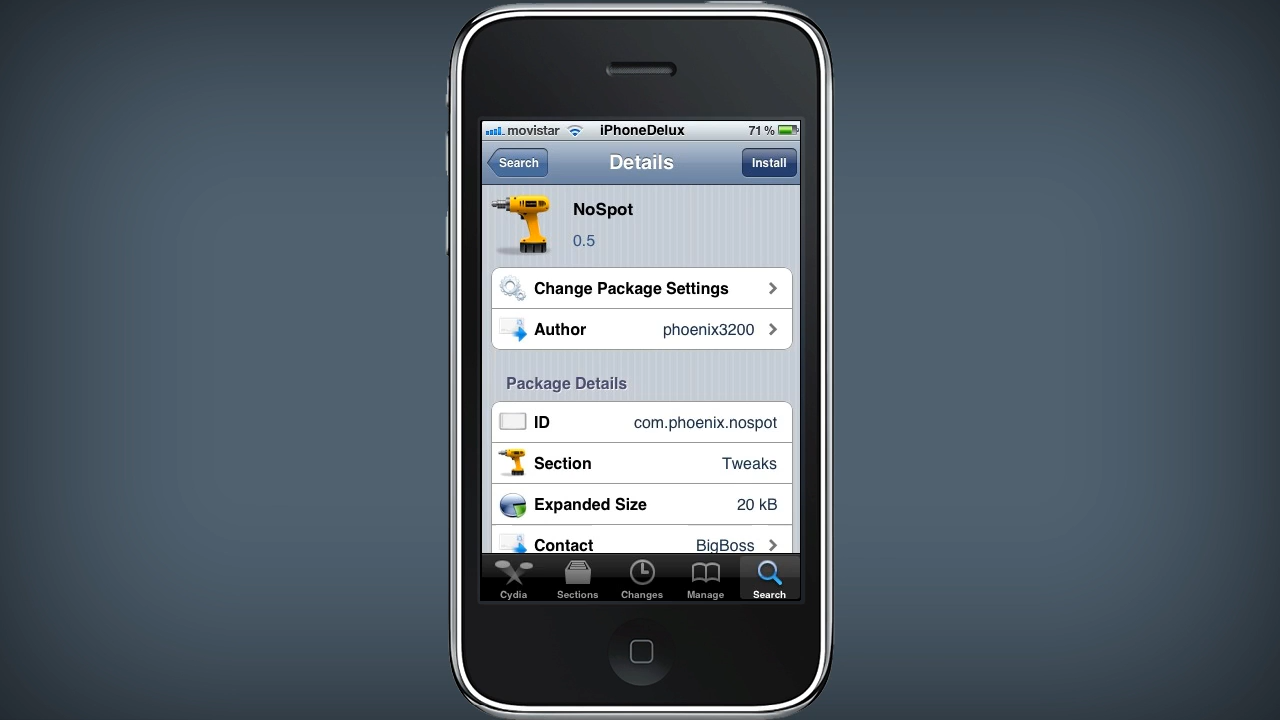 movistar iPhoneDelux 71 %
Search Details Install
NoSpot
0.5
Change Package Settings
Author phoenix3200
Package Details
ID com.phoenix.nospot
Section Tweaks
Expanded Size 20 kB
Contact BigBoss
Cydia Sections Changes Manage Search